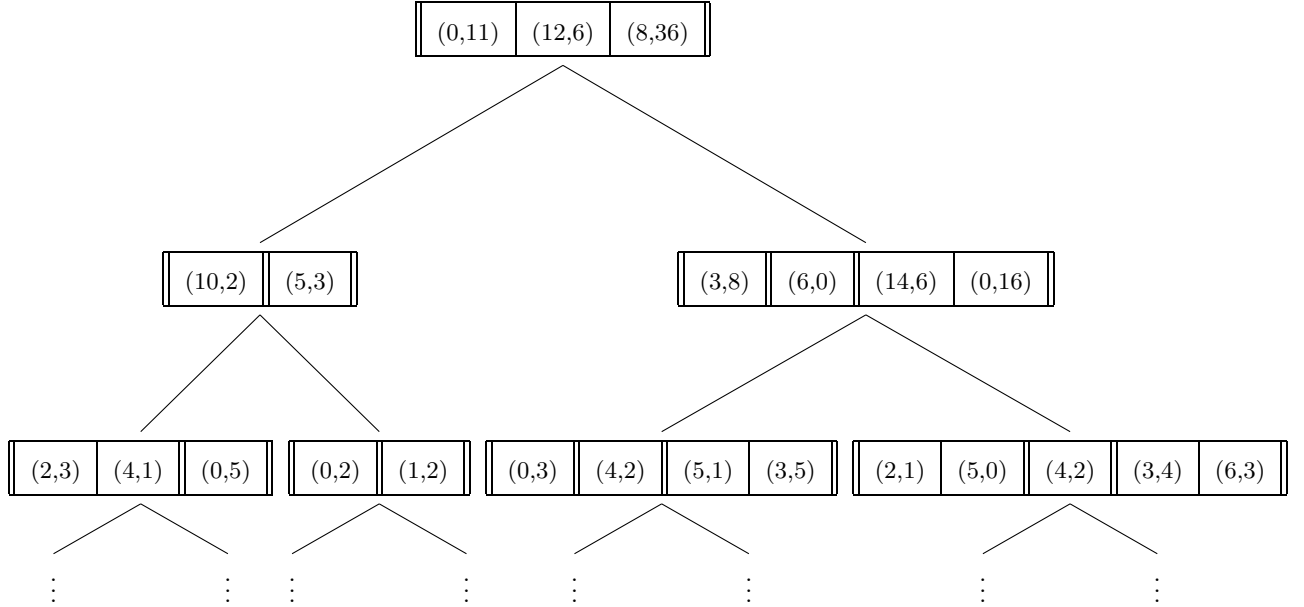 (0,11) (12,6) (8,36)
(10,2) (5,3) (3,8) (6,0) (14,6) (0,16)
(2,3) (4,1) (0,5) (0,2) (1,2) (0,3) (4,2) (5,1) (3,5) (2,1) (5,0) (4,2) (3,4) (6,3)